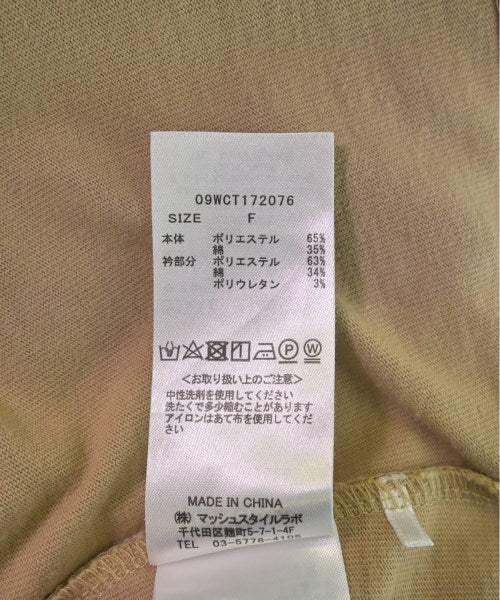 09WCT172076
SIZE F
本体 ポリエステル 65%
綿 35%
衿部分 ポリエステル 63%
綿 34%
ポリウレタン 3%
<お取り扱い上のご注意>
中性洗剤を使用してください
洗たくで多少縮むことがあります
アイロンはあて布を使用してくだ
さい
MADE IN CHINA
(株) マッシュスタイルラボ
千代田区麹町5-7-1-4F
TEL 03-5778-4105